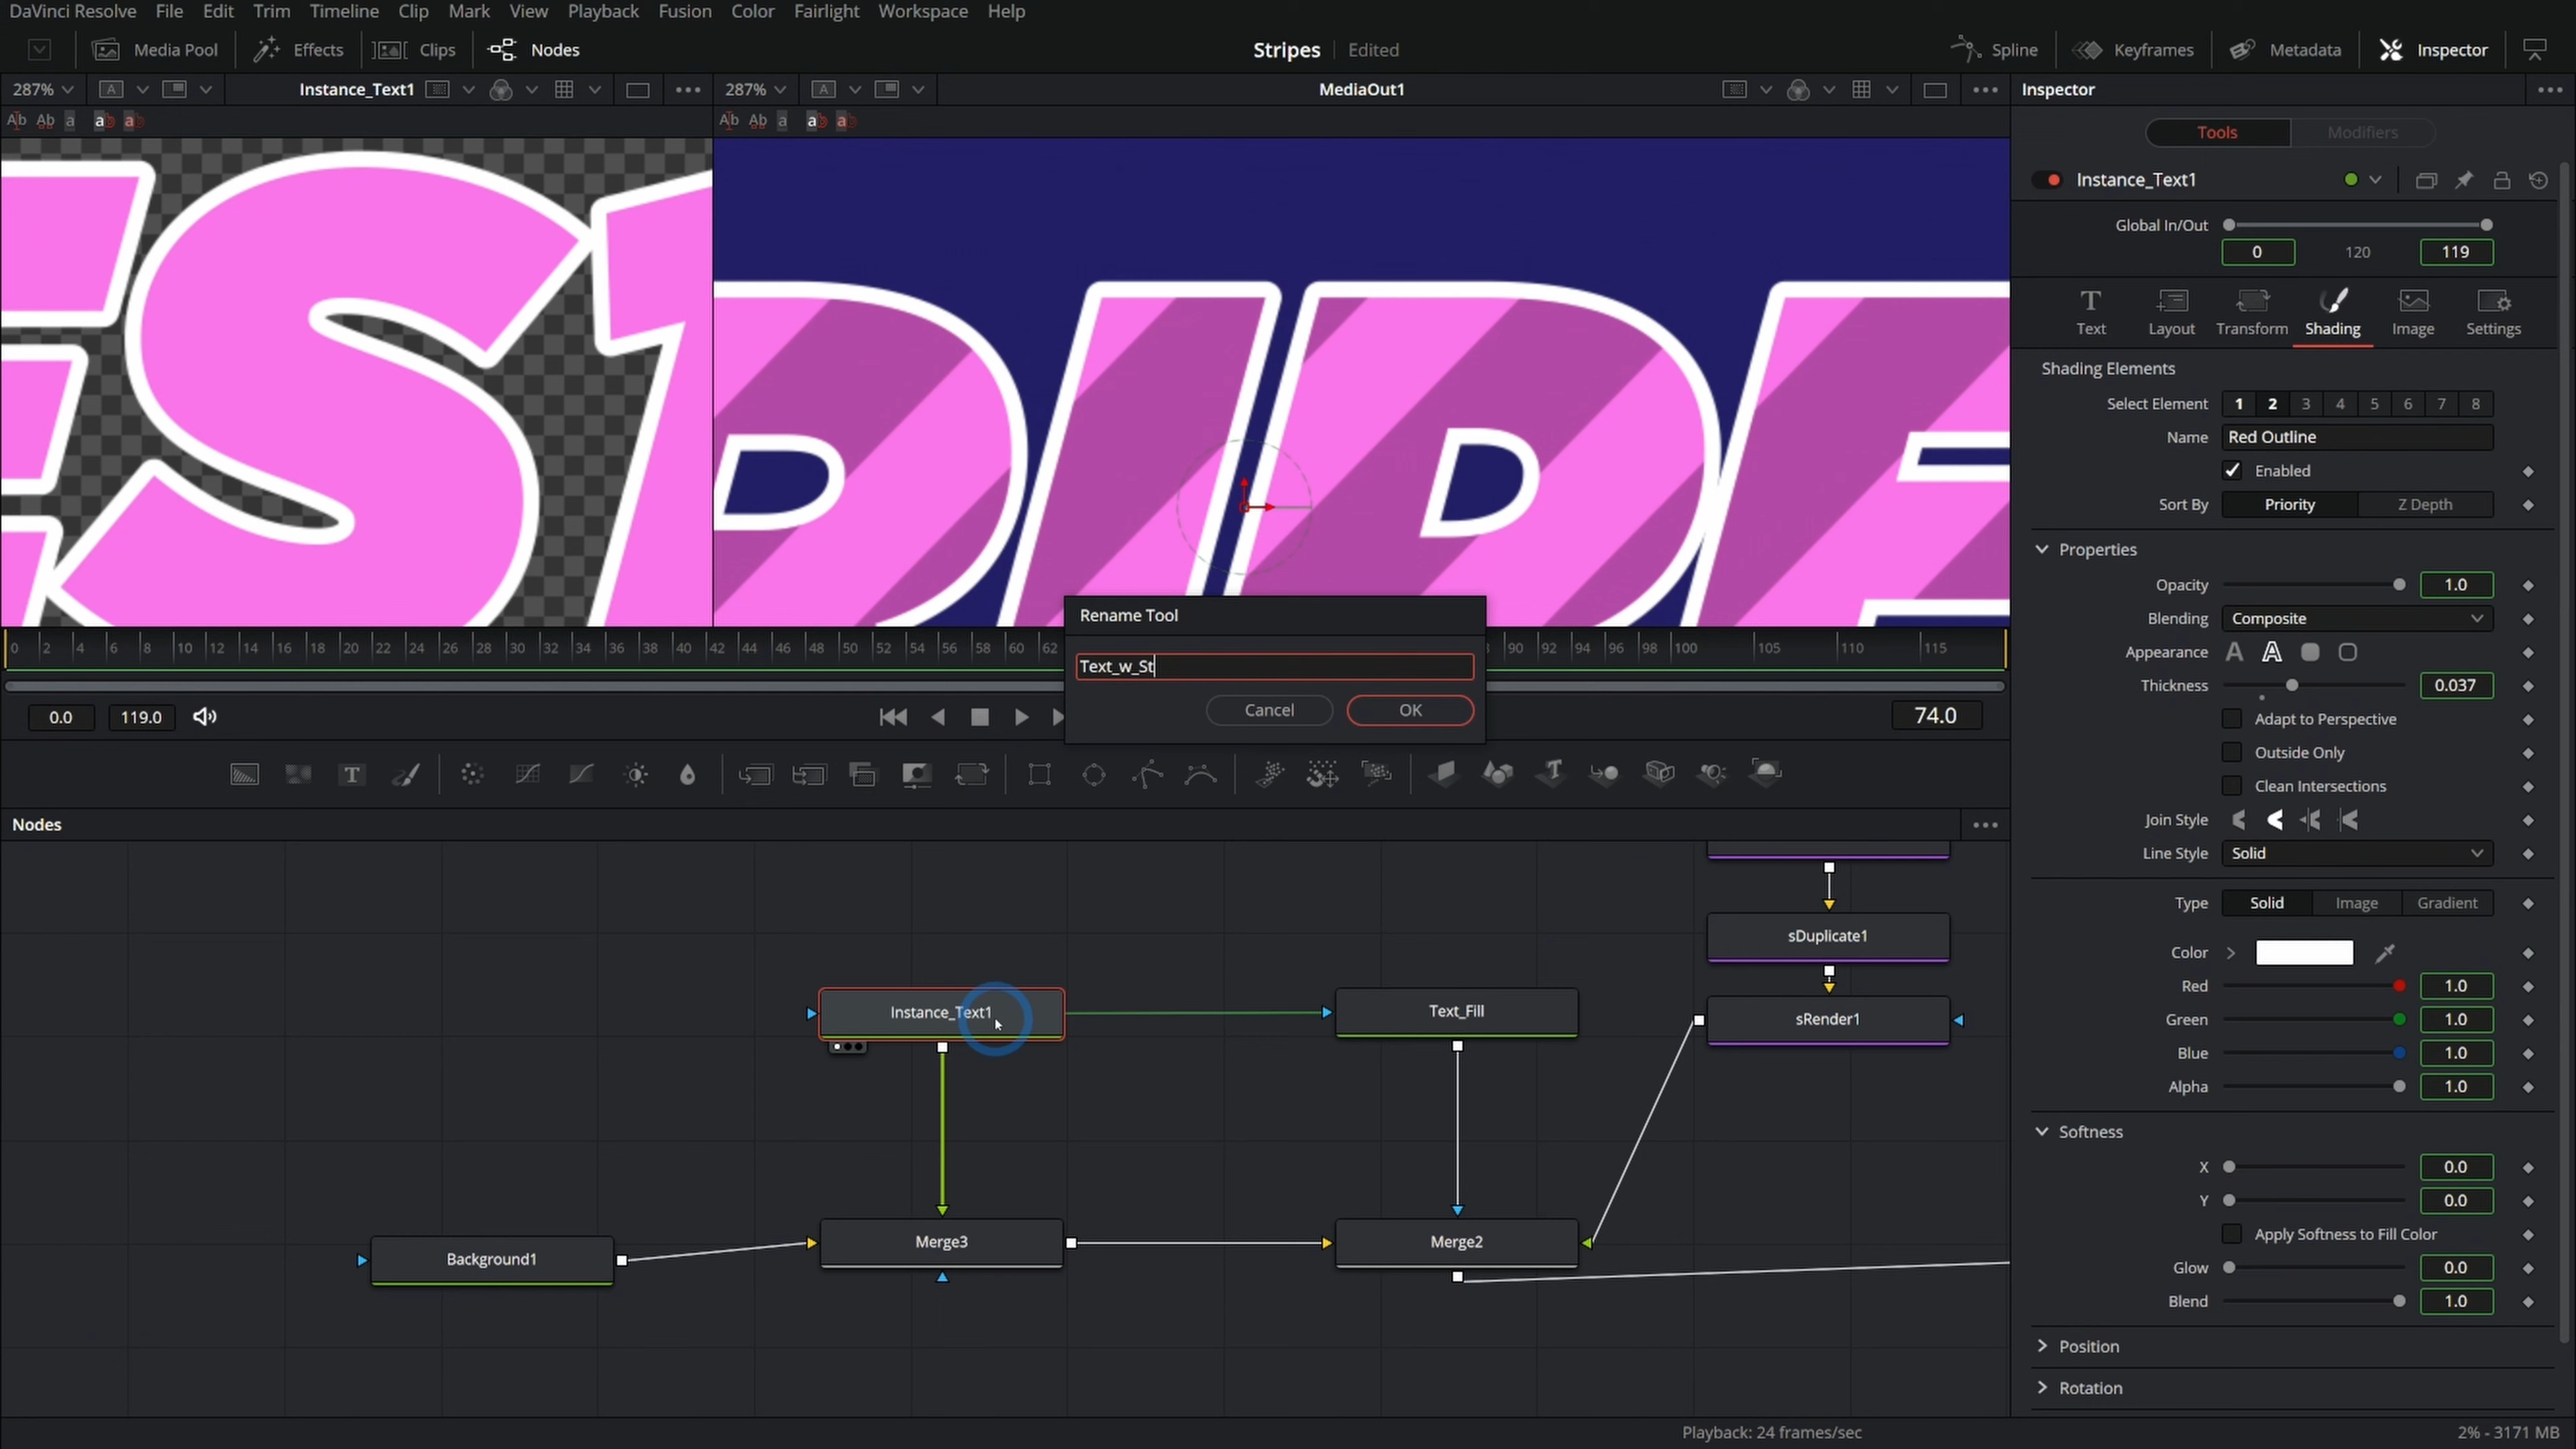 DaVinci Resolve File Edit Trim Timeline Clip Mark View Playback Fusion Color Fairlight Workspace Help
Media Pool Effects Clips Nodes Stripes Edited Spline Keyframes Metadata Inspector
287% A Instance_Text1 287% A MediaOut1 Inspector
Ab Ab a ab ab Ab Ab a ab ab
Tools Modifiers
Instance_Text1
Global In/Out
0 120 119
Text Layout Transform Shading Image Settings
Shading Elements
Select Element 1 2 3 4 5 6 7 8
Name Red Outline
Enabled
Sort By Priority Z Depth
Properties
Opacity 1.0
Blending Composite
Appearance
Thickness 0.037
Adapt to Perspective
Outside Only
Clean Intersections
Join Style
Line Style Solid
Type Solid Image Gradient
Color
Red 1.0
Green 1.0
Blue 1.0
Alpha 1.0
Softness
X 0.0
Y 0.0
Apply Softness to Fill Color
Glow 0.0
Blend 1.0
Position
Rotation
Rename Tool
Text_w_St
Cancel OK
0 2 4 6 8 10 12 14 16 18 20 22 24 26 28 30 32 34 36 38 40 42 44 46 48 50 52 54 56 58 60 62 90 92 94 96 98 100 105 110 115
0.0 119.0 74.0
Nodes
sDuplicate1
Instance_Text1 Text_Fill sRender1
Background1 Merge3 Merge2
Playback: 24 frames/sec 2% - 3171 MB